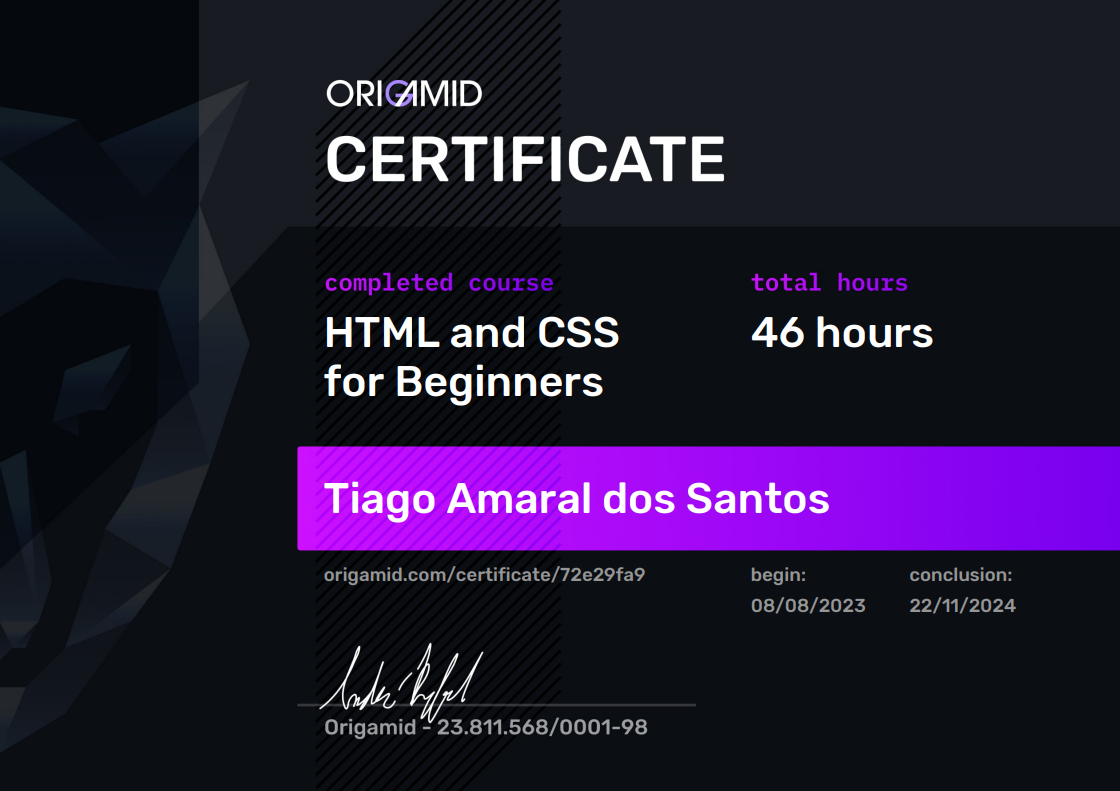 ORIGAMID
CERTIFICATE
completed course
HTML and CSS
for Beginners
total hours
46 hours
Tiago Amaral dos Santos
origamid.com/certificate/72e29fa9
begin:
08/08/2023
conclusion:
22/11/2024
Origamid - 23.811.568/0001-98